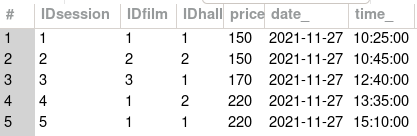 # IDsession IDfilm IDhall price date_ time_
1 1 1 1 150 2021-11-27 10:25:00
2 2 2 2 150 2021-11-27 10:45:00
3 3 3 1 170 2021-11-27 12:40:00
4 4 1 2 220 2021-11-27 13:35:00
5 5 1 1 220 2021-11-27 15:10:00